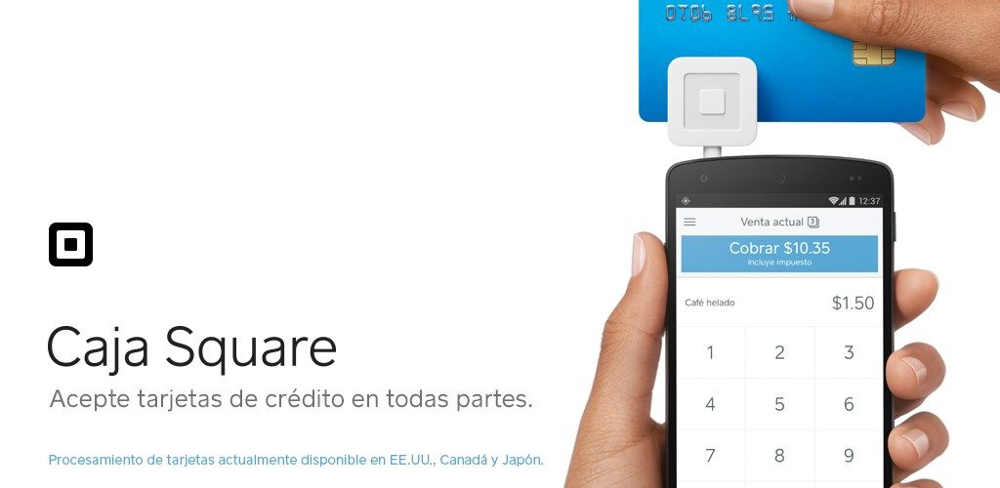 Caja Square
Acepte tarjetas de crédito en todas partes.
Procesamiento de tarjetas actualmente disponible en EE.UU., Canadá y Japón.
12:37
Venta actual 3
Cobrar $10.35
Incluye impuesto
Café helado $1.50
1 2 3
4 5 6
7 8 9